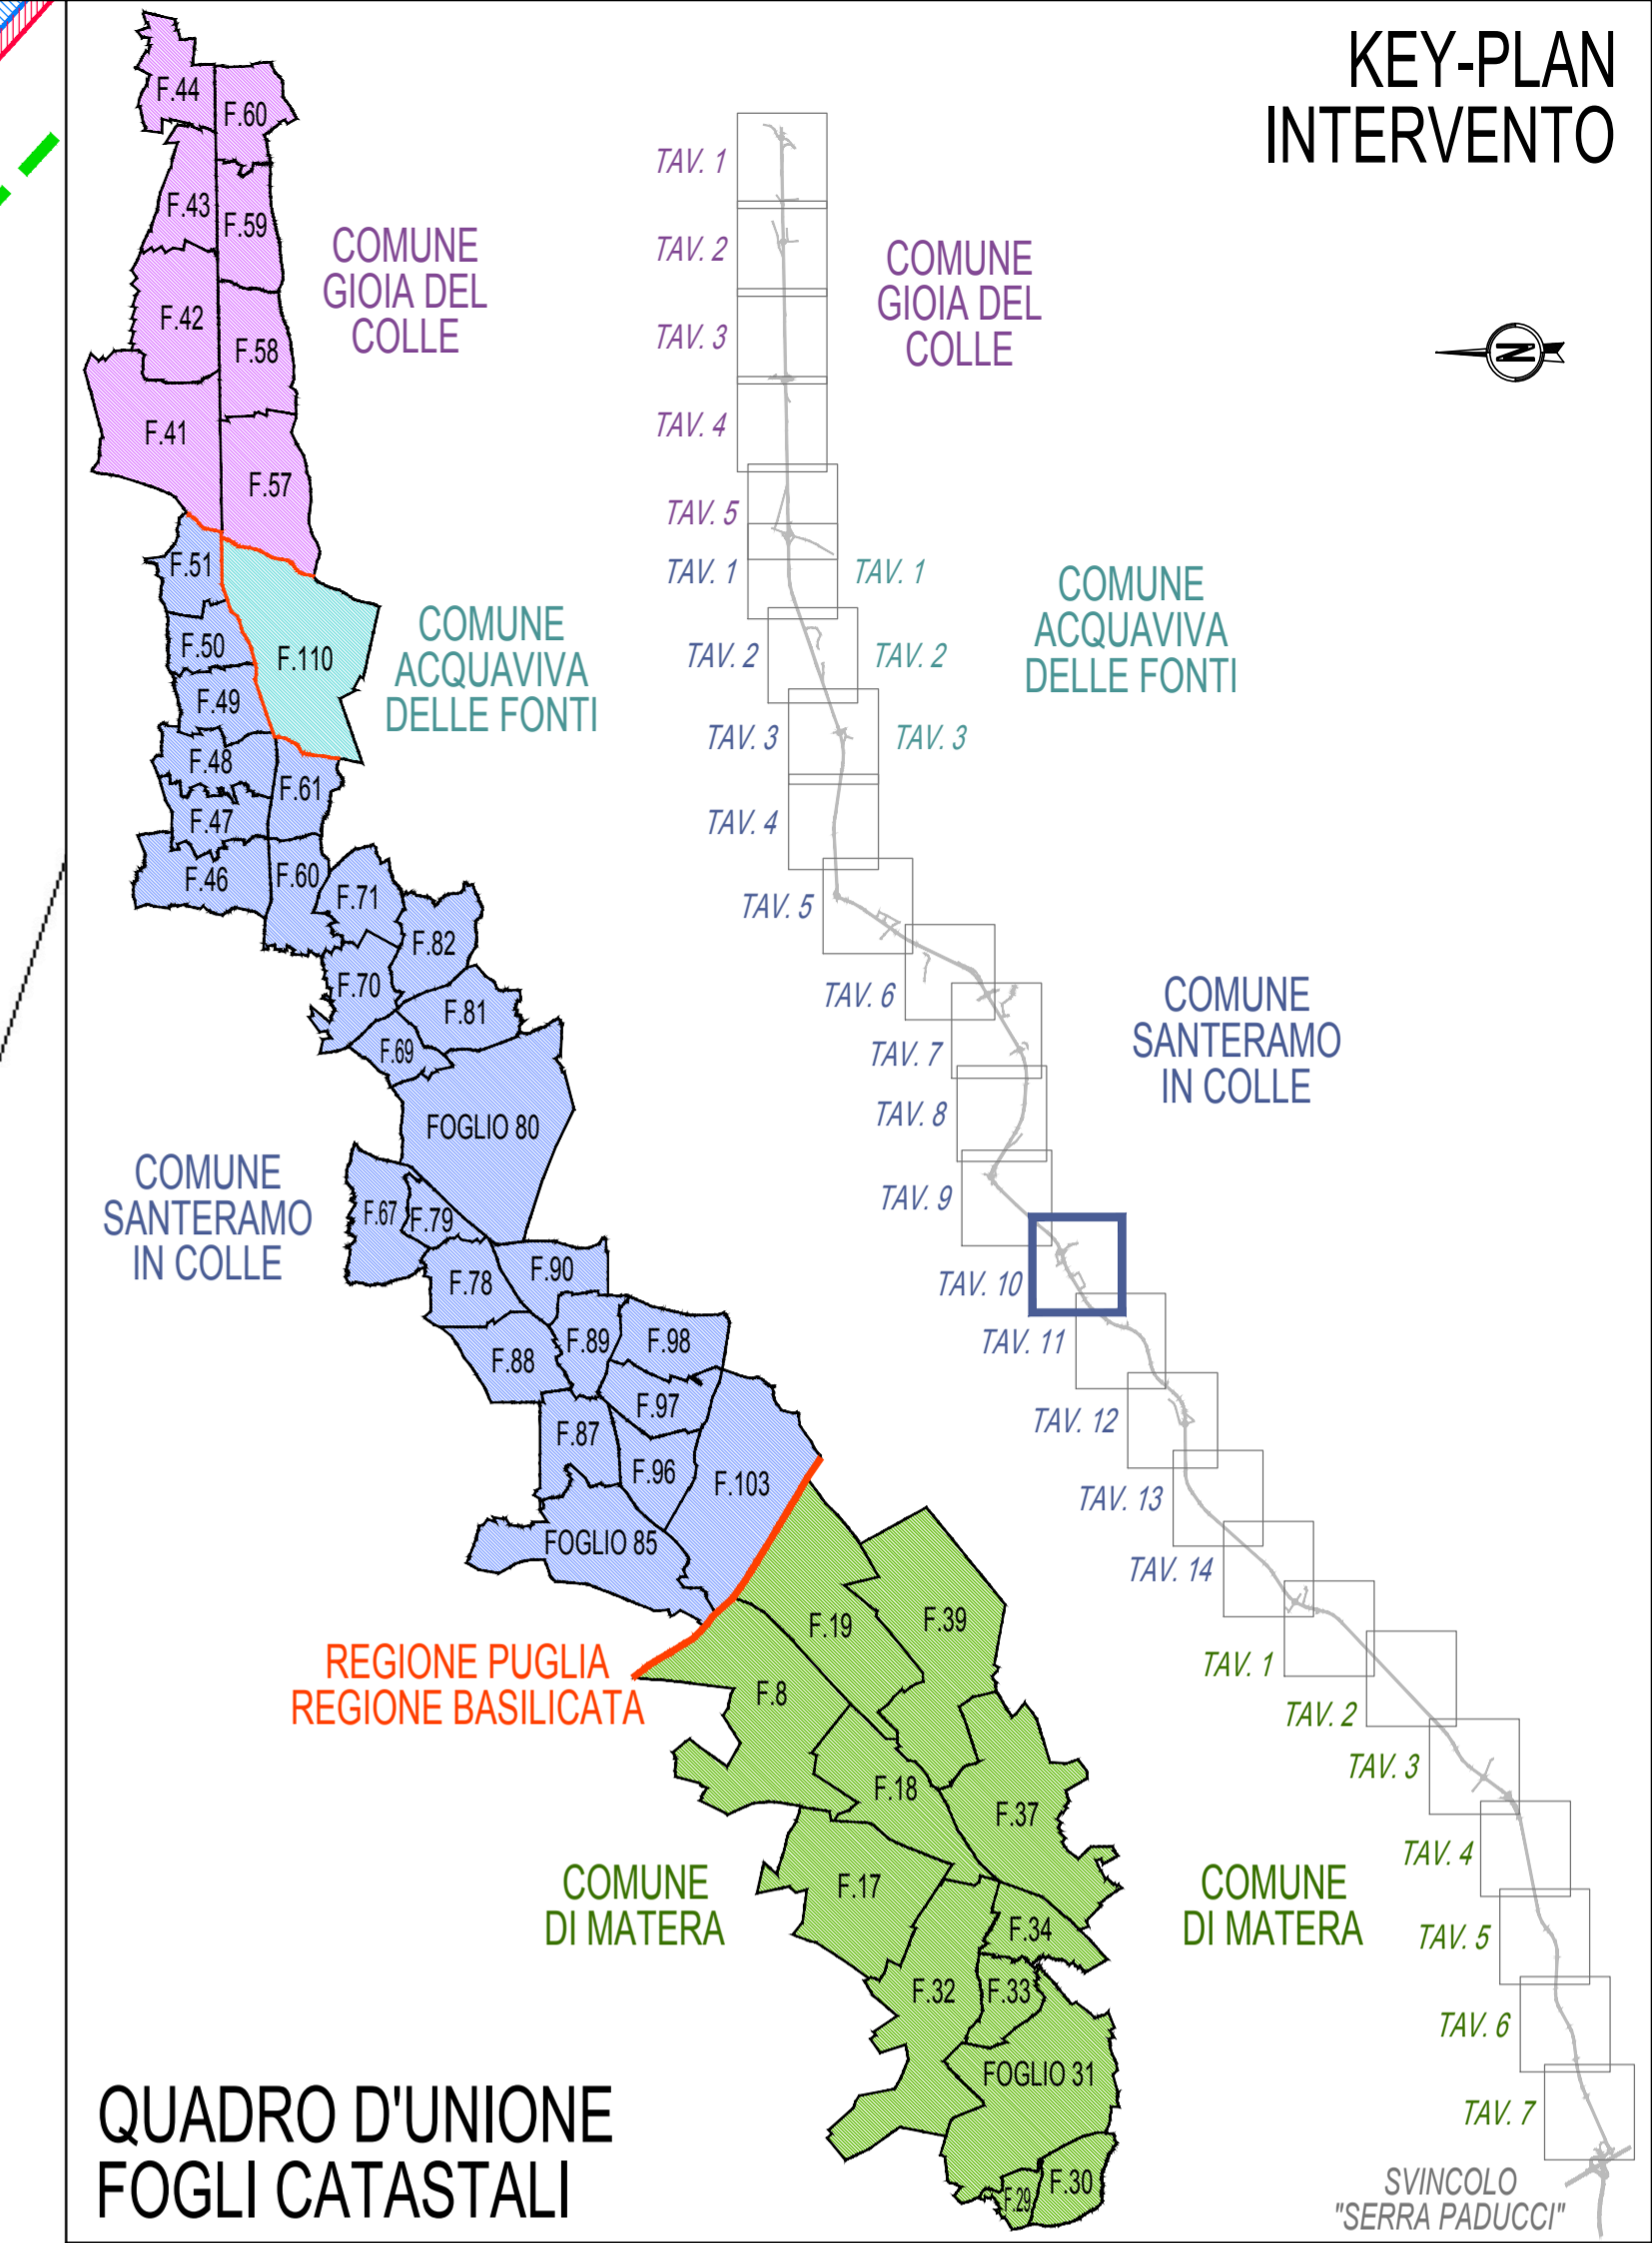 KEY-PLAN
INTERVENTO
F.44
F.60
F.43
F.59
F.42
F.58
F.41
F.57
COMUNE
GIOIA DEL
COLLE
F.51
F.50
F.110
F.49
F.48
F.61
F.47
F.46
F.60
F.71
F.82
F.70
F.81
F.69
FOGLIO 80
COMUNE
ACQUAVIVA
DELLE FONTI
F.67
F.79
F.78
F.90
F.89
F.98
F.88
F.97
F.87
F.96
F.103
FOGLIO 85
COMUNE
SANTERAMO
IN COLLE
REGIONE PUGLIA
REGIONE BASILICATA
F.19
F.39
F.8
F.18
F.37
F.17
F.34
F.32
F.33
FOGLIO 31
F.30
F.29
COMUNE
DI MATERA
QUADRO D'UNIONE
FOGLI CATASTALI
TAV. 1
TAV. 2
TAV. 3
TAV. 4
TAV. 5
COMUNE
GIOIA DEL
COLLE
N
TAV. 1
TAV. 1
TAV. 2
TAV. 2
TAV. 3
TAV. 3
COMUNE
ACQUAVIVA
DELLE FONTI
TAV. 4
TAV. 5
TAV. 6
TAV. 7
TAV. 8
TAV. 9
TAV. 10
TAV. 11
TAV. 12
TAV. 13
TAV. 14
COMUNE
SANTERAMO
IN COLLE
TAV. 1
TAV. 2
TAV. 3
TAV. 4
TAV. 5
TAV. 6
TAV. 7
COMUNE
DI MATERA
SVINCOLO
"SERRA PADUCCI"